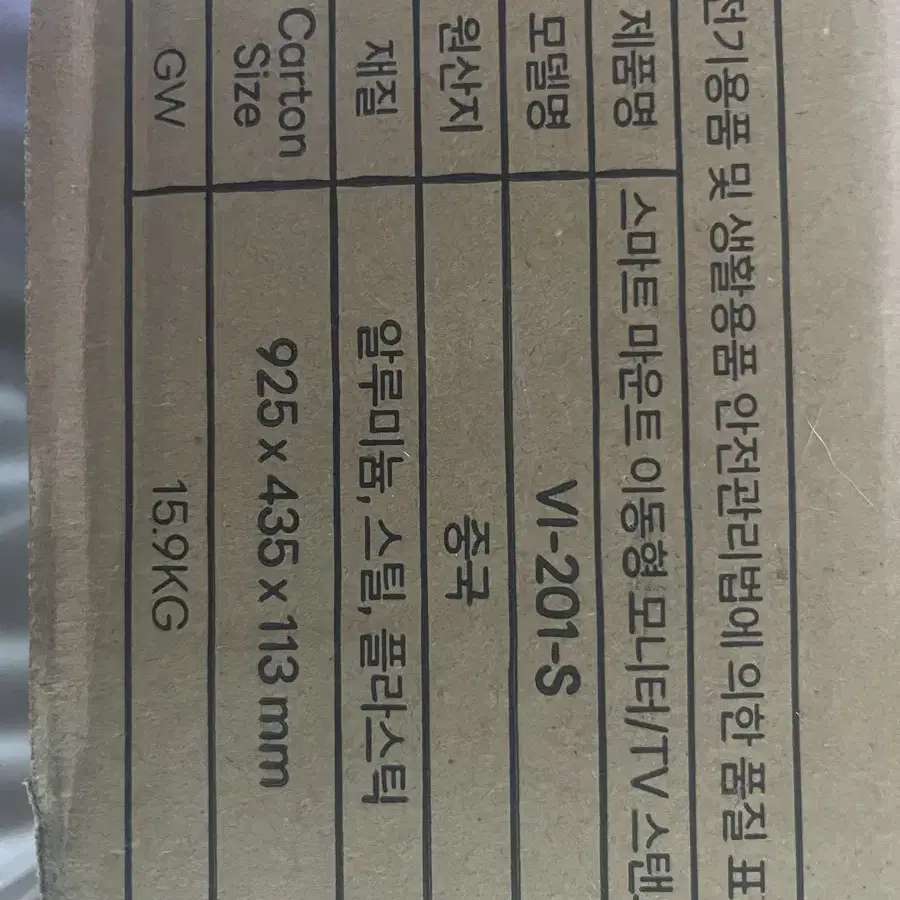 전기용품 및 생활용품 안전관리법에 의한 품질 표
제품명 스마트 마운트 이동형 모니터/TV 스탠
모델명 VI-201-S
원산지 중국
재질 알루미늄, 스틸, 플라스틱
Carton Size 925 x 435 x 113 mm
GW 15.9KG